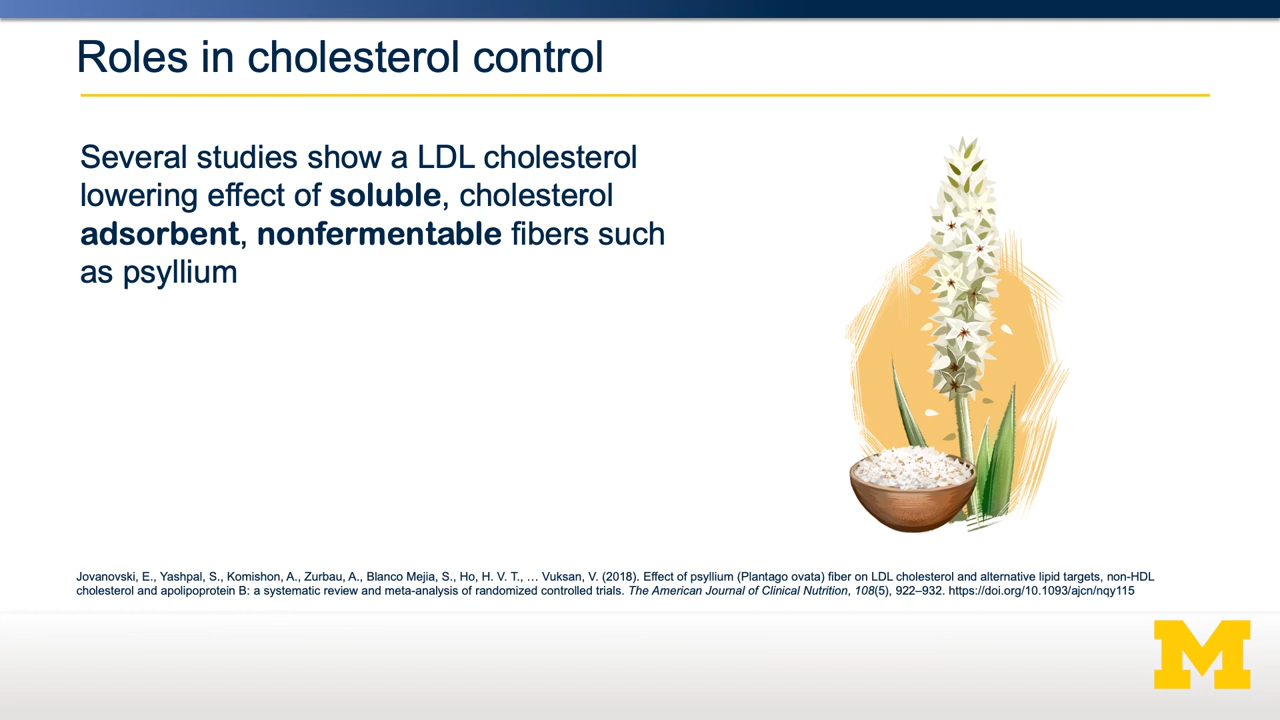 Roles in cholesterol control
Several studies show a LDL cholesterol
lowering effect of soluble, cholesterol
adsorbent, nonfermentable fibers such
as psyllium
Jovanovski, E., Yashpal, S., Komishon, A., Zurbau, A., Blanco Mejia, S., Ho, H. V. T., … Vuksan, V. (2018). Effect of psyllium (Plantago ovata) fiber on LDL cholesterol and alternative lipid targets, non-HDL
cholesterol and apolipoprotein B: a systematic review and meta-analysis of randomized controlled trials. The American Journal of Clinical Nutrition, 108(5), 922–932. https://doi.org/10.1093/ajcn/nqy115
M